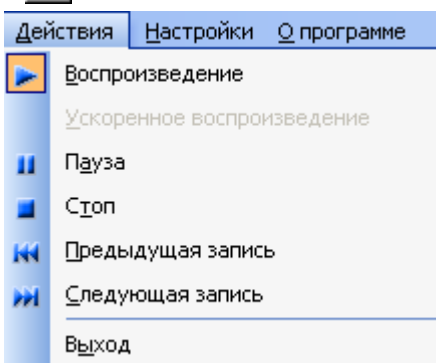 Действия Настройки О программе
Воспроизведение
Ускоренное воспроизведение
Пауза
Стоп
Предыдущая запись
Следующая запись
Выход